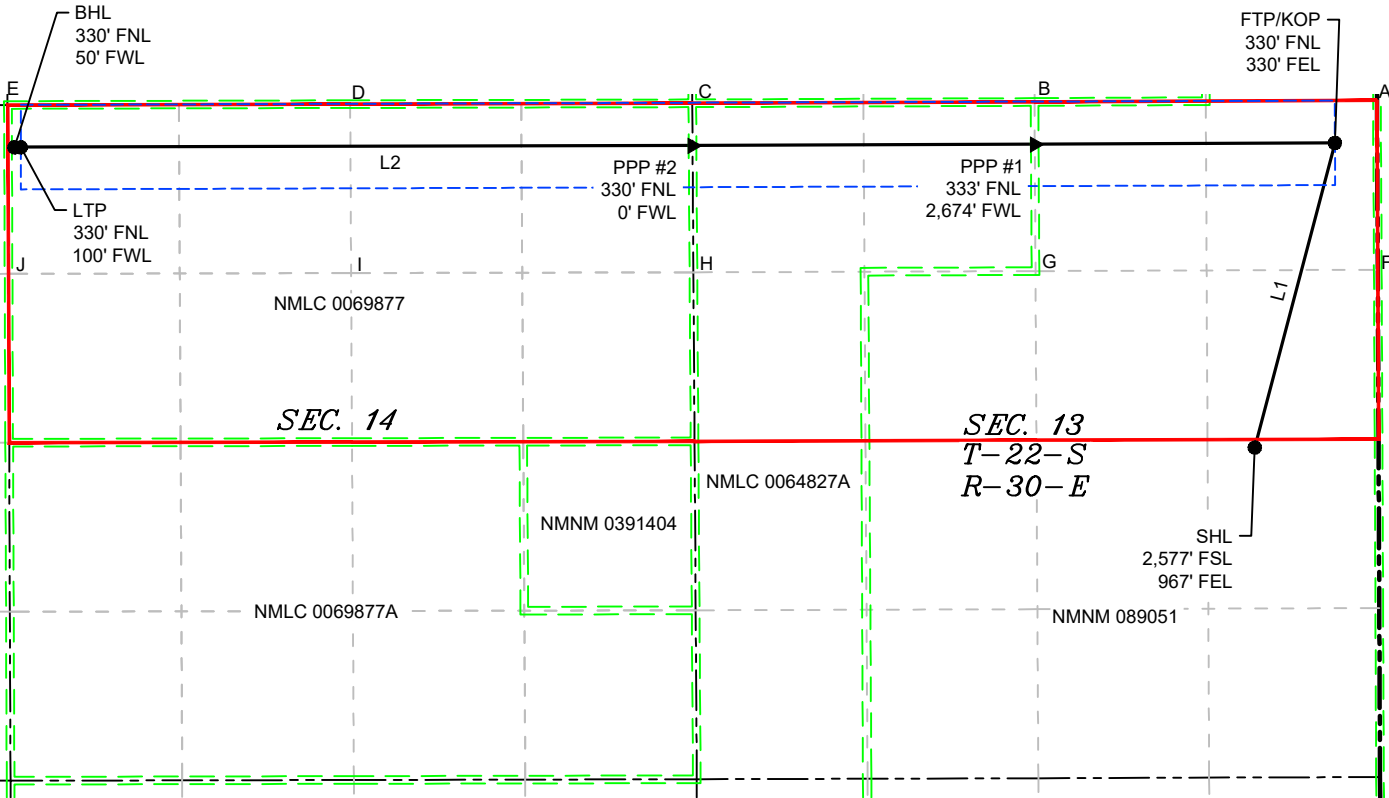 BHL
330' FNL
50' FWL
FTP/KOP
330' FNL
330' FEL
E
D
C
B
A
L2
PPP #2
330' FNL
0' FWL
PPP #1
333' FNL
2,674' FWL
LTP
330' FNL
100' FWL
J
I
H
G
F
L1
NMLC 0069877
SEC. 14
SEC. 13
T-22-S
R-30-E
NMLC 0064827A
NMNM 0391404
SHL
2,577' FSL
967' FEL
NMLC 0069877A
NMNM 089051